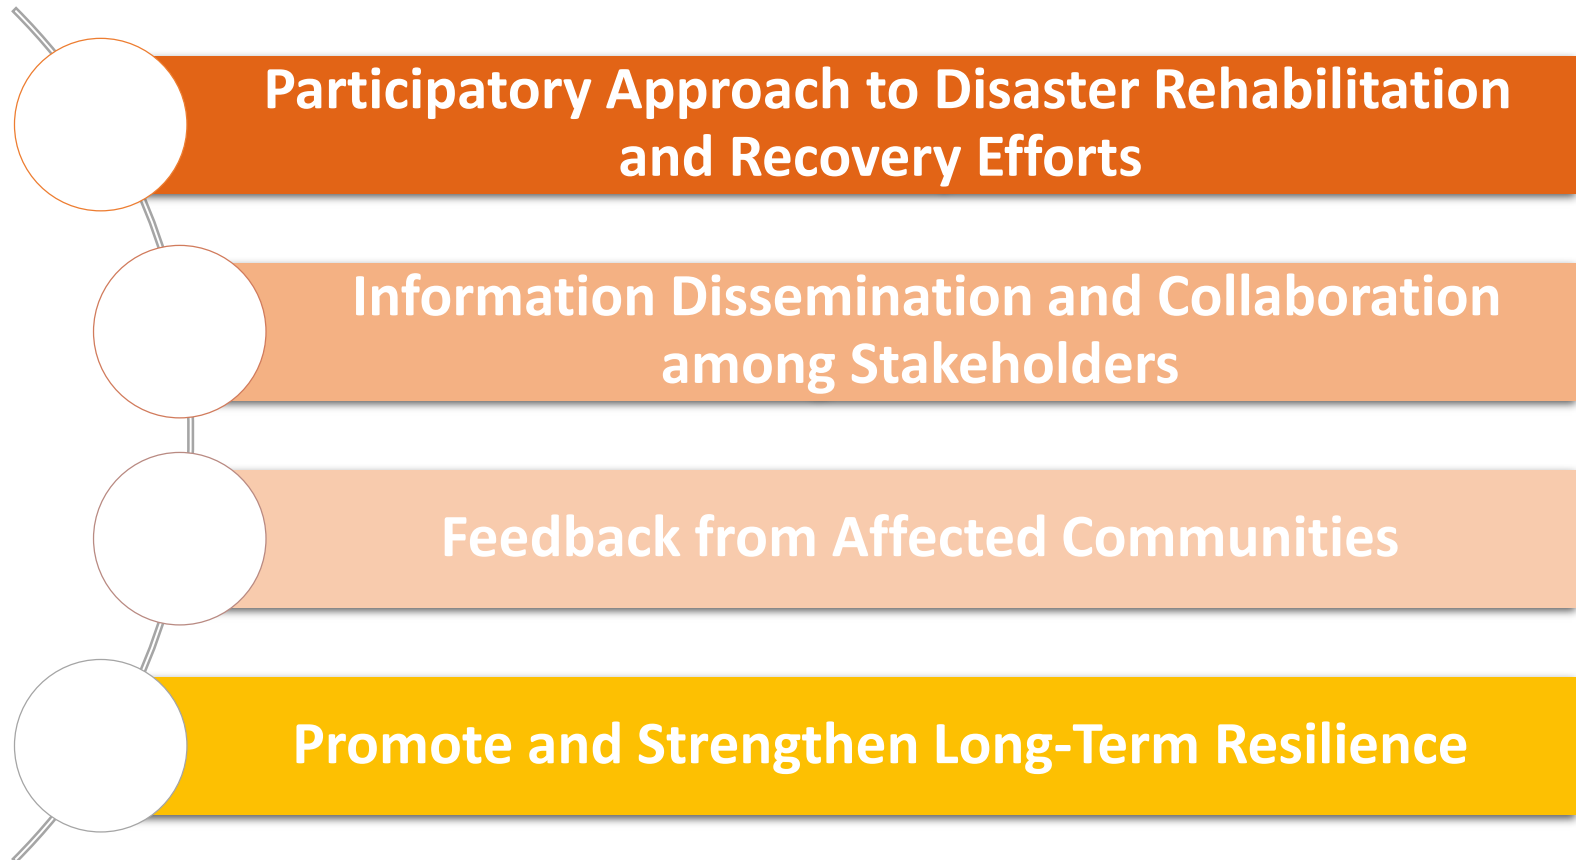 Participatory Approach to Disaster Rehabilitation
and Recovery Efforts
Information Dissemination and Collaboration
among Stakeholders
Feedback from Affected Communities
Promote and Strengthen Long-Term Resilience